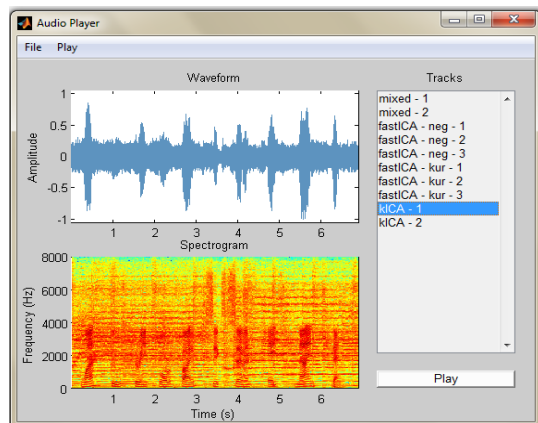 Audio Player
File Play
Waveform
Amplitude
1
0.5
0
-0.5
-1
1 2 3 4 5 6
Spectrogram
Frequency (Hz)
8000
6000
4000
2000
0
1 2 3 4 5 6
Time (s)
Tracks
mixed - 1
mixed - 2
fastICA - neg - 1
fastICA - neg - 2
fastICA - neg - 3
fastICA - kur - 1
fastICA - kur - 2
fastICA - kur - 3
kICA - 1
kICA - 2
Play